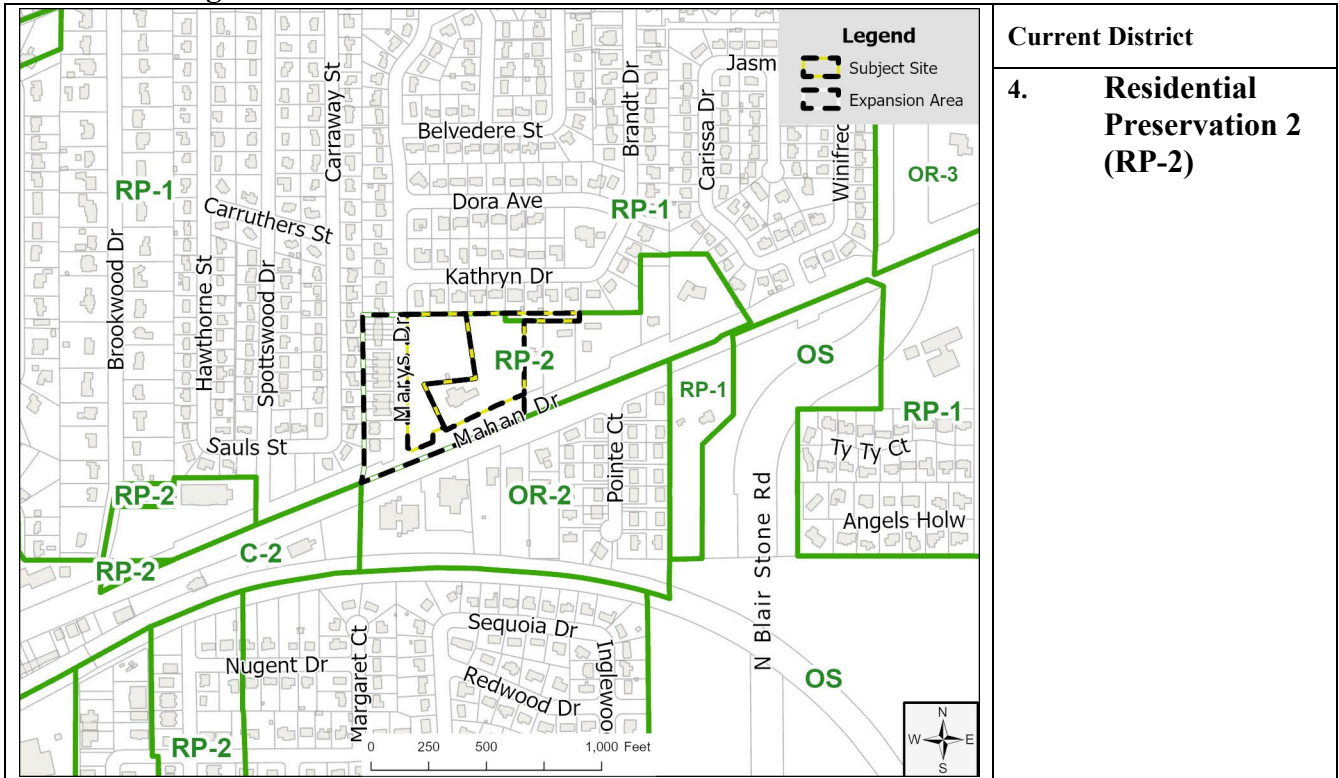 Legend
Subject Site
Expansion Area
Jasm
Belvedere St
Brandt Dr
Carissa Dr
Winifred
Carraway St
OR-3
RP-1
Carruthers St
Dora Ave
RP-1
Brookwood Dr
Hawthorne St
Spottswood Dr
Kathryn Dr
Marys Dr
RP-2
OS
Mahan Dr
RP-1
RP-1
Sauls St
Pointe Ct
Ty Ty Ct
RP-2
OR-2
Angels Holw
C-2
RP-2
N Blair Stone Rd
Sequoia Dr
Nugent Dr
Margaret Ct
Redwood Dr
Inglewoo
OS
RP-2
0 250 500 1,000 Feet
N
W E
S
Current District
4. Residential
Preservation 2
(RP-2)